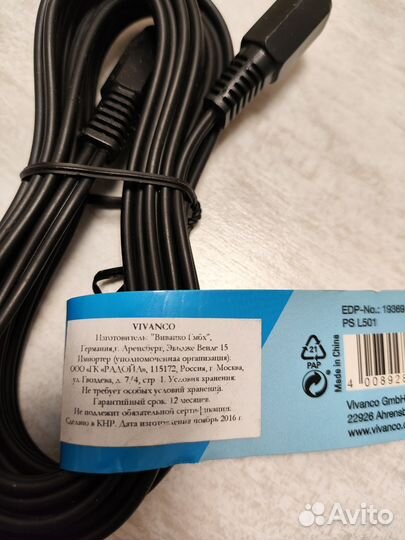 VIVANCO
Изготовитель: "Виванко Гмбх",
Германия,г. Аренсбург, Эвидже Венде 15
Импортер (уполномоченная организация):
ООО «ГК «РАДОЙЛ», 115172, Россия, г. Москва,
ул. Гвоздева, д. 7/4, стр 1. Условия хранения:
Не требует особых условий хранений.
Гарантийный срок. 12 месяцев.
Не подлежит обязательной сертификации.
Сделано в КНР. Дата изготовления ноябрь 2016 г.
EDP-No.: 19369
PS L501
21
PAP
Made in China
4 008928
Vivanco GmbH
22926 Ahrensb
www.vivanco.
Avito